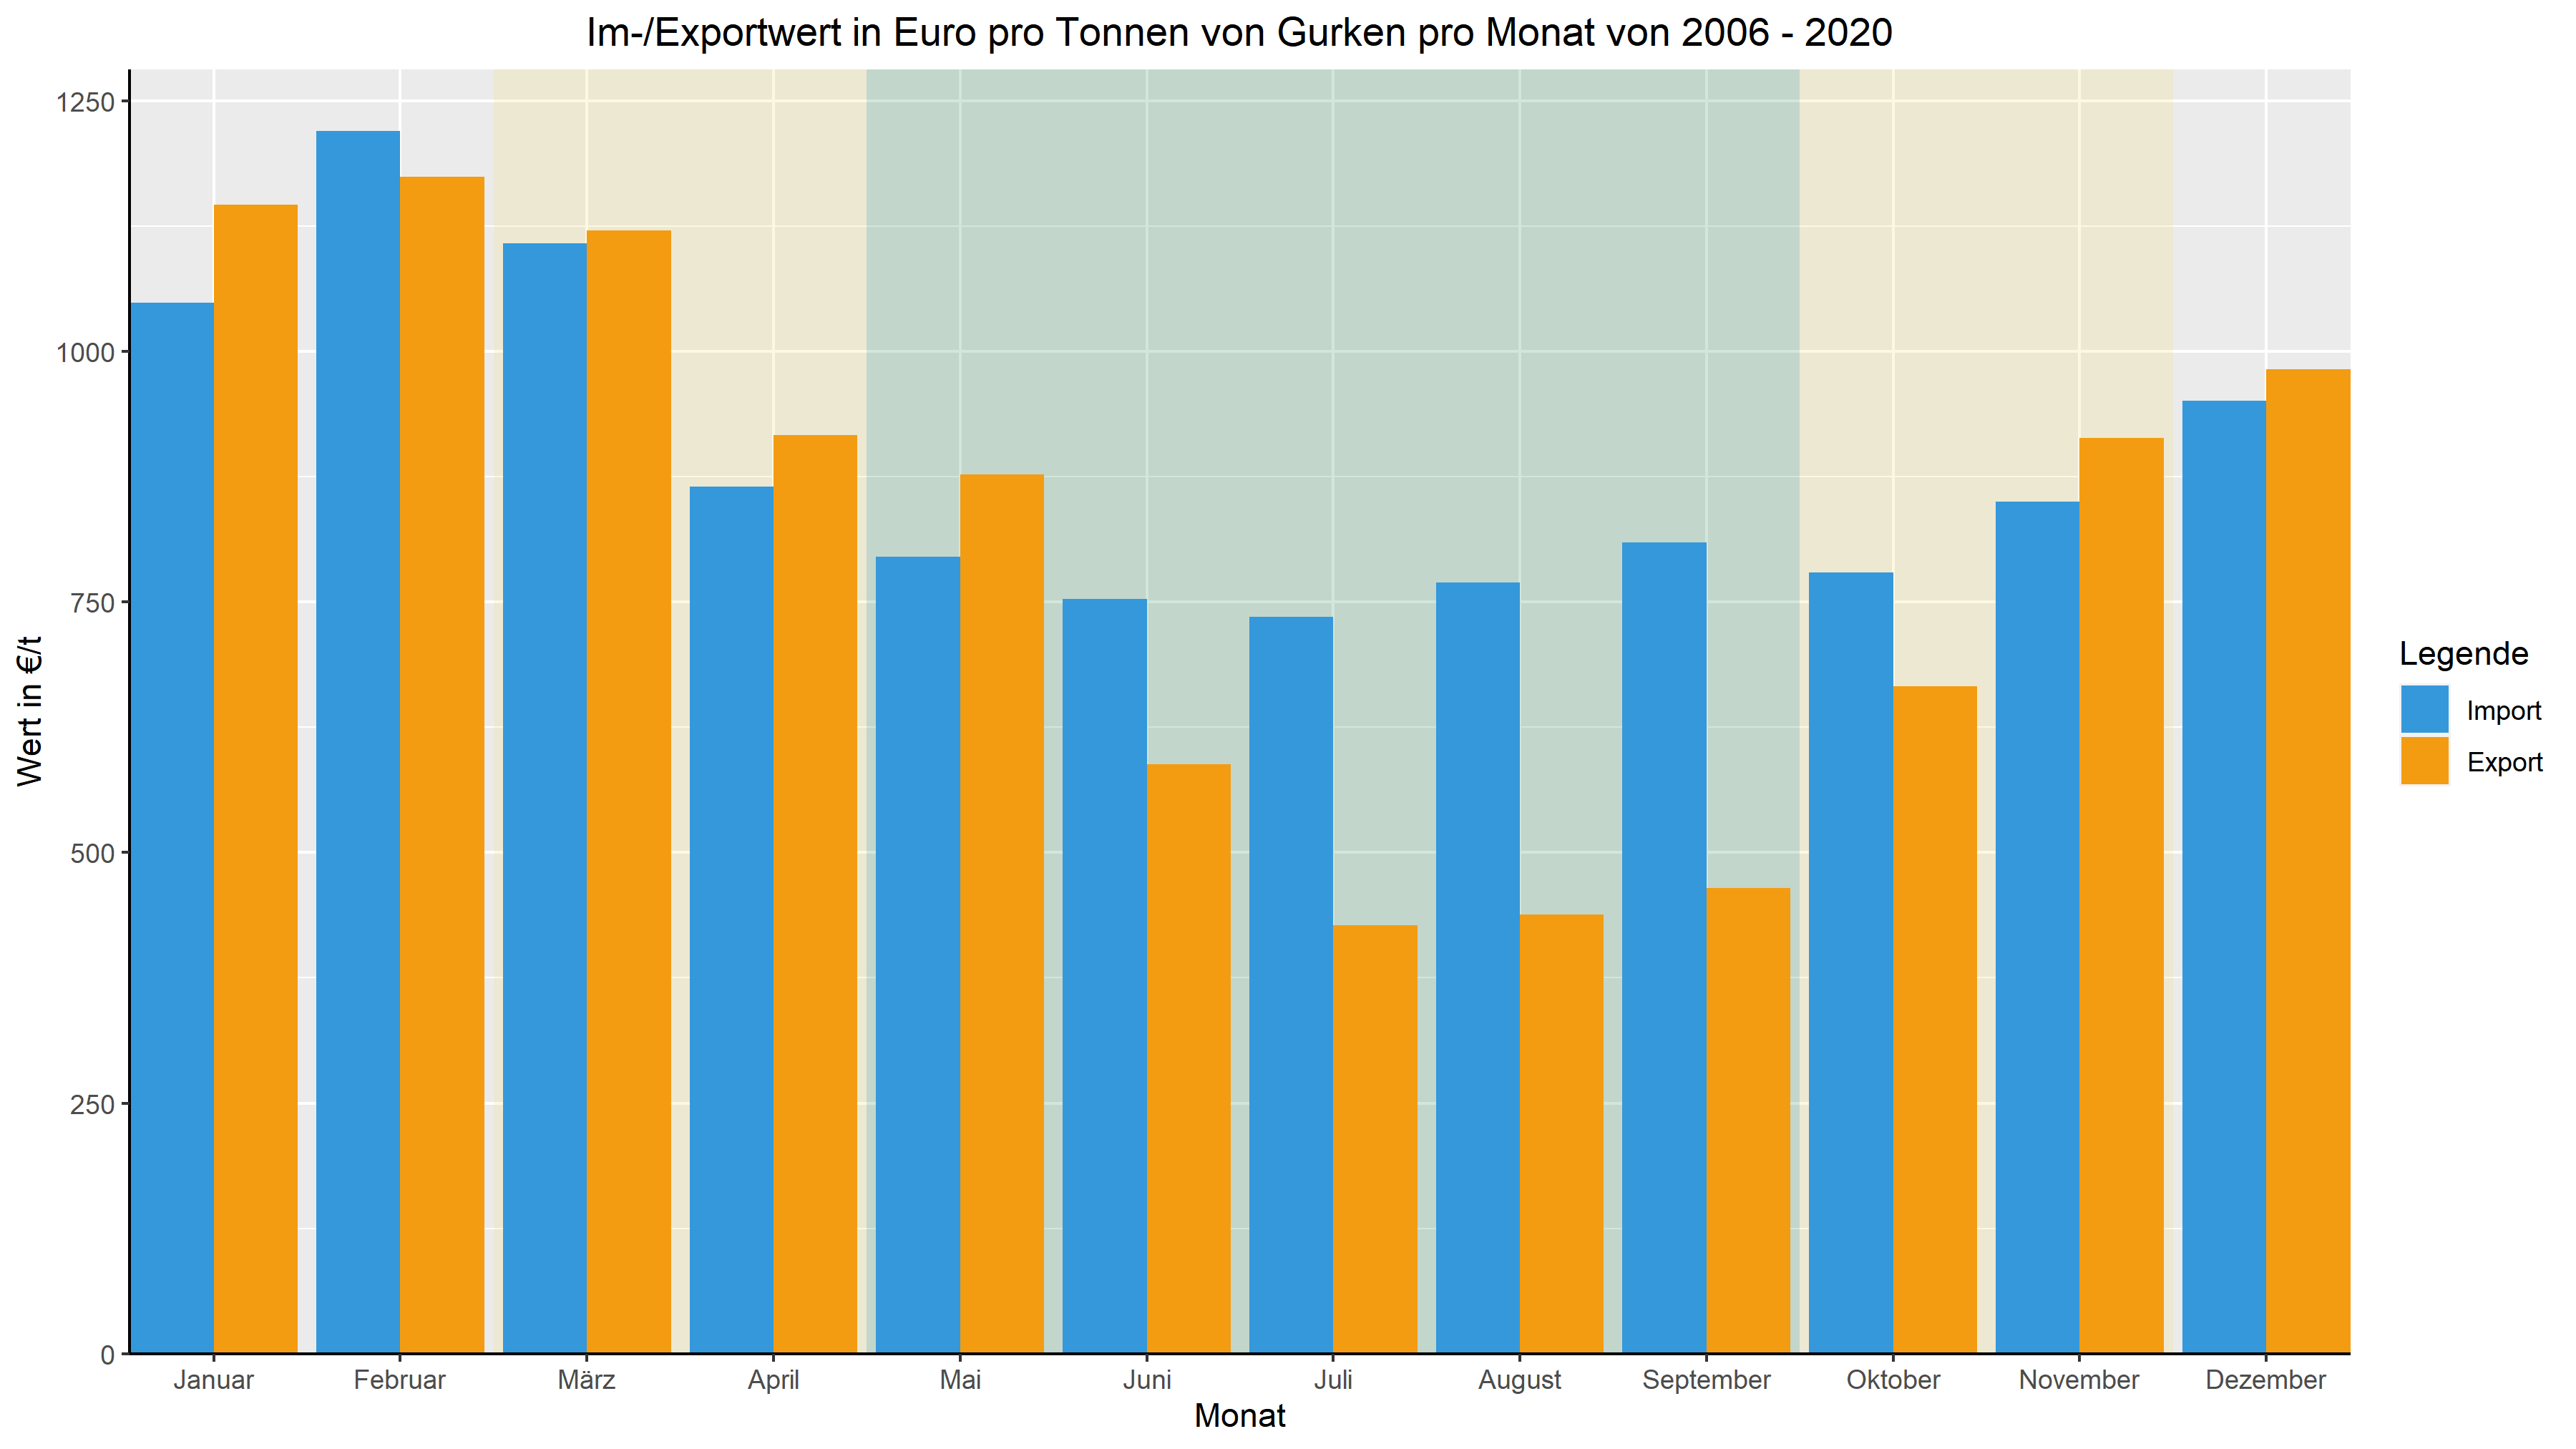 Im-/Exportwert in Euro pro Tonnen von Gurken pro Monat von 2006 - 2020
Wert in €/t
1250
1000
750
500
250
0
Januar Februar März April Mai Juni Juli August September Oktober November Dezember
Monat
Legende
Import
Export